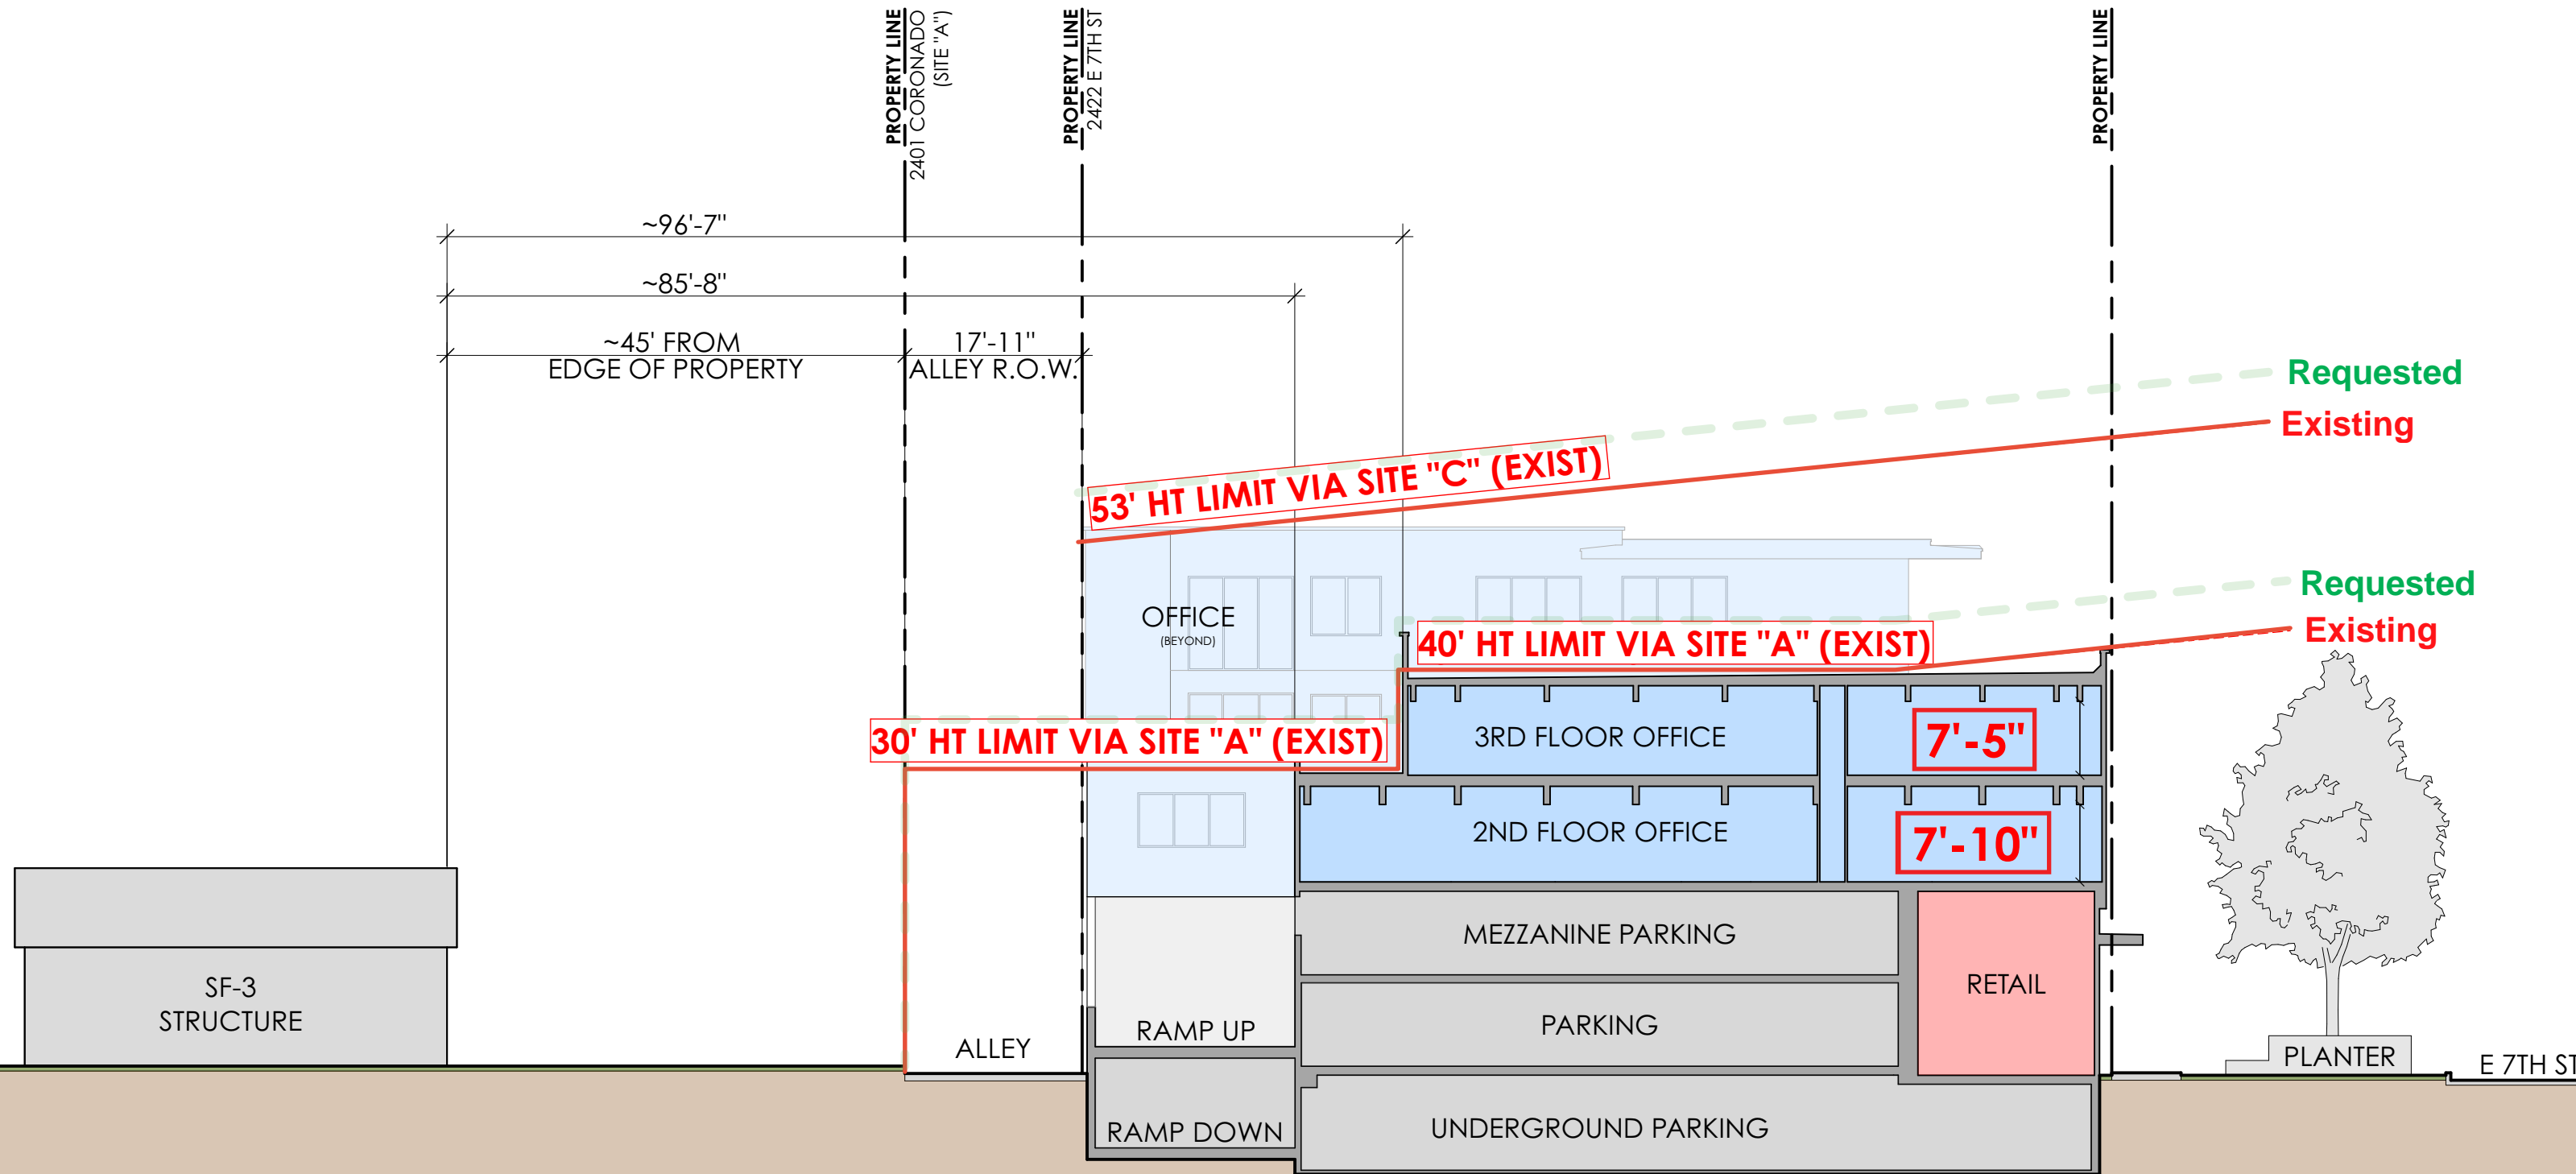 PROPERTY LINE
2401 CORONADO
(SITE "A")
PROPERTY LINE
2422 E 7TH ST
PROPERTY LINE
~96'-7"
~85'-8"
~45' FROM
EDGE OF PROPERTY
17'-11"
ALLEY R.O.W.
Requested
Existing
53' HT LIMIT VIA SITE "C" (EXIST)
Requested
Existing
OFFICE
(BEYOND)
40' HT LIMIT VIA SITE "A" (EXIST)
30' HT LIMIT VIA SITE "A" (EXIST)
3RD FLOOR OFFICE
7'-5"
2ND FLOOR OFFICE
7'-10"
MEZZANINE PARKING
SF-3
STRUCTURE
RETAIL
RAMP UP
PARKING
ALLEY
PLANTER
E 7TH ST
RAMP DOWN
UNDERGROUND PARKING